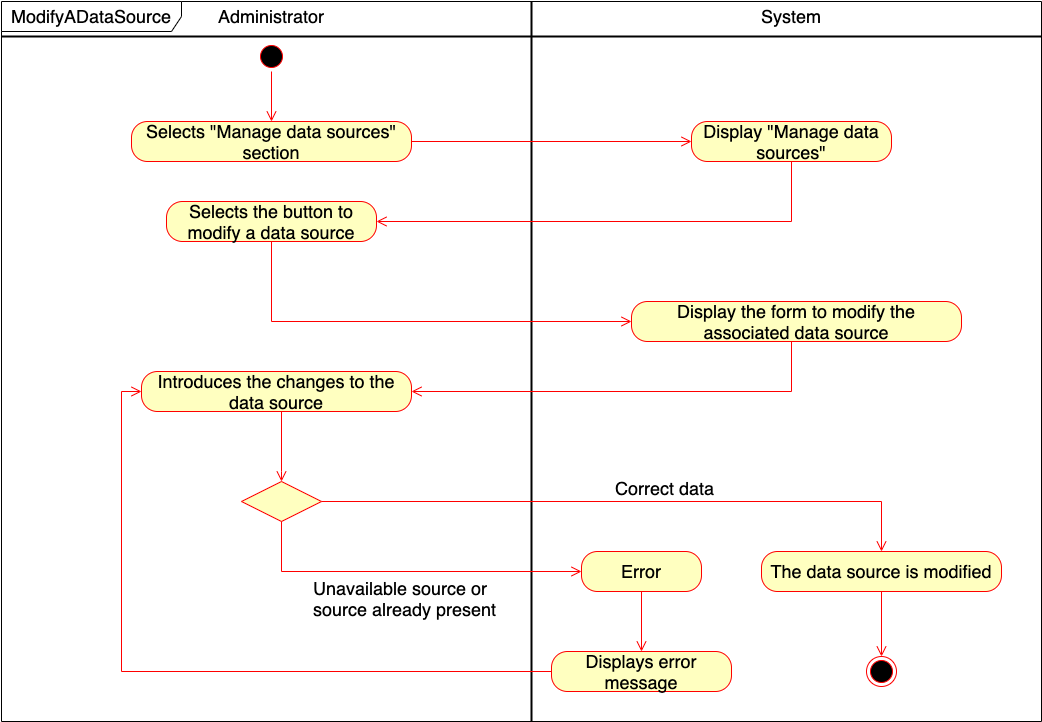 ModifyADataSource
Administrator
System
Selects "Manage data sources"
section
Display "Manage data
sources"
Selects the button to
modify a data source
Display the form to modify the
associated data source
Introduces the changes to the
data source
Correct data
Unavailable source or
source already present
Error
The data source is modified
Displays error
message